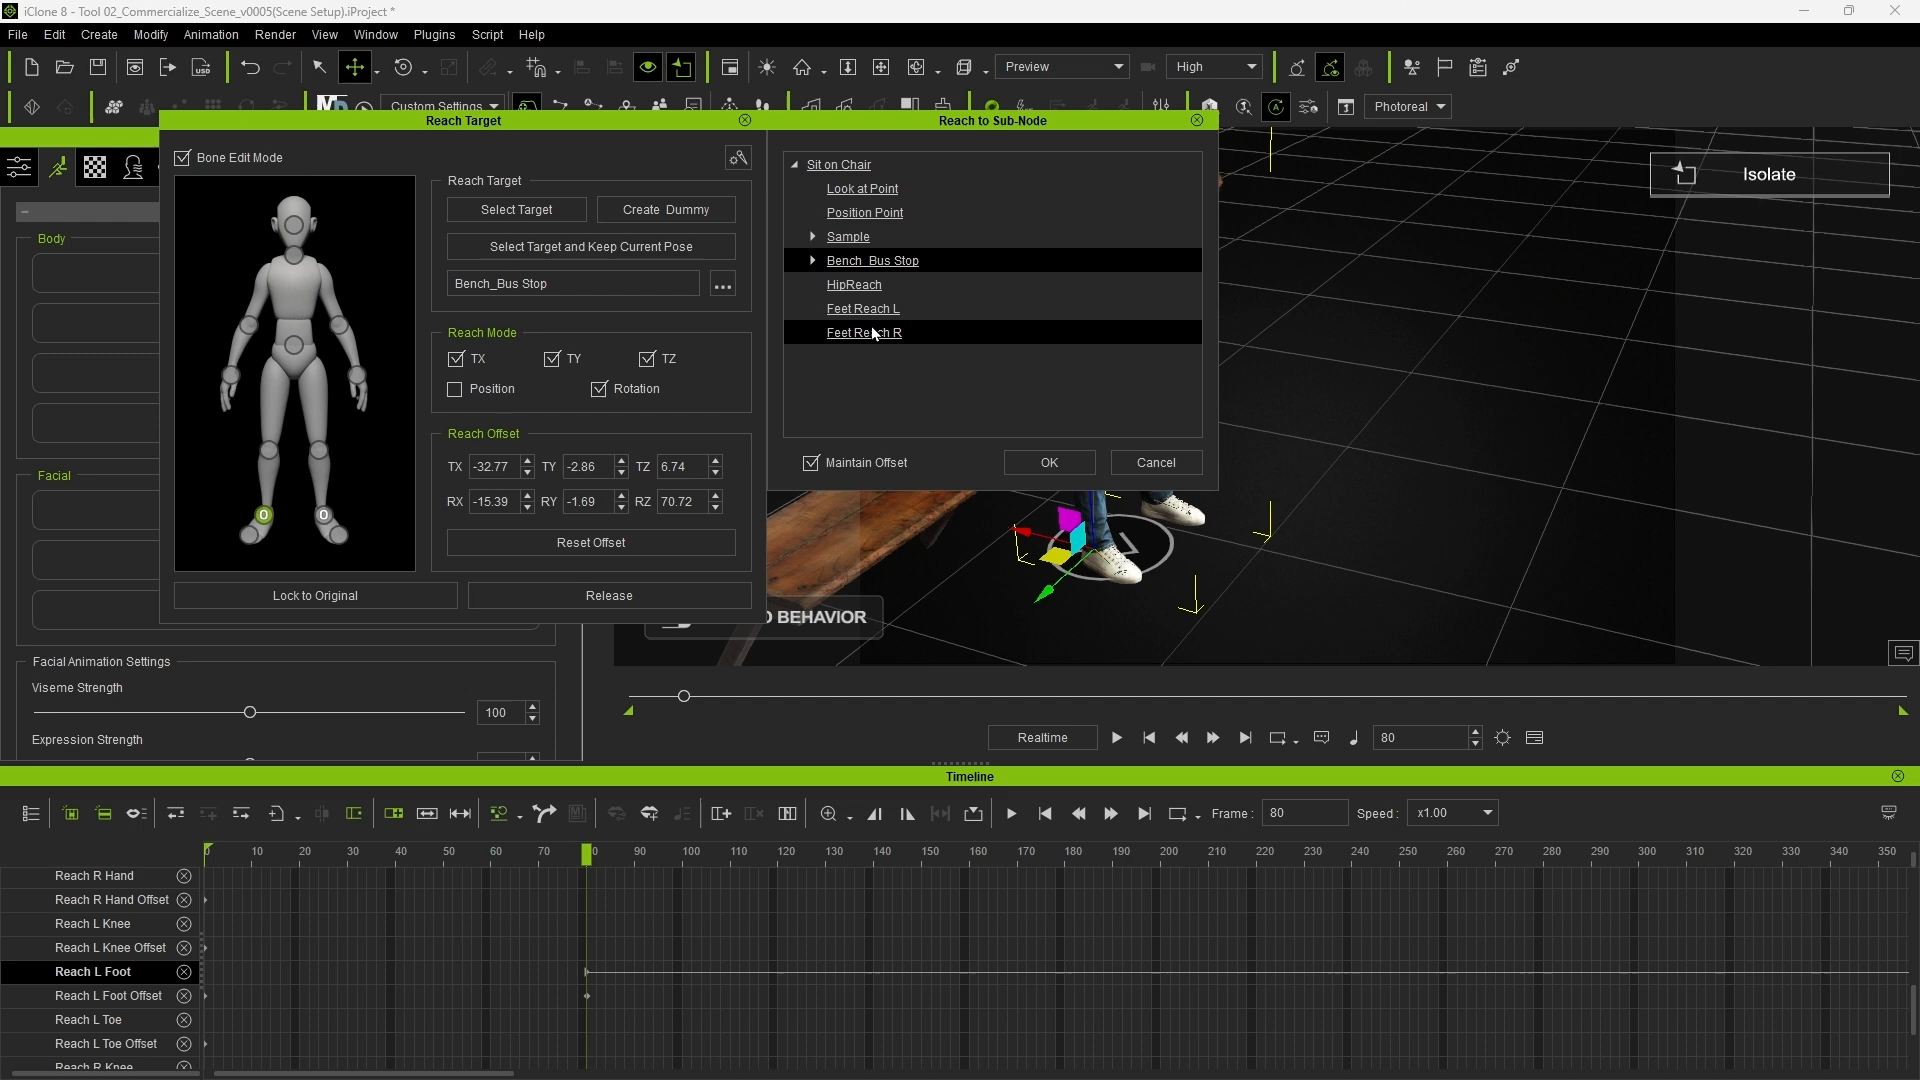 iClone 8 - Tool 02_Commercialize_Scene_v0005(Scene Setup).iProject *
File Edit Create Modify Animation Render View Window Plugins Script Help
Preview High
Custom Settings Photoreal
Reach Target Reach to Sub-Node
Bone Edit Mode
Reach Target
Select Target Create Dummy
Select Target and Keep Current Pose
Bench_Bus Stop ...
Reach Mode
TX TY TZ
Position Rotation
Reach Offset
TX -32.77 TY -2.86 TZ 6.74
RX -15.39 RY -1.69 RZ 70.72
Reset Offset
Lock to Original Release
Sit on Chair
Look at Point
Position Point
Sample
Bench_Bus Stop
HipReach
Feet Reach L
Feet Reach R
Maintain Offset OK Cancel
Isolate
BEHAVIOR
Body
Facial
Facial Animation Settings
Viseme Strength
100
Expression Strength
Realtime 80
Timeline
Frame : 80 Speed : x1.00
0 10 20 30 40 50 60 70 90 100 110 120 130 140 150 160 170 180 190 200 210 220 230 240 250 260 270 280 290 300 310 320 330 340 350
Reach R Hand
Reach R Hand Offset
Reach L Knee
Reach L Knee Offset
Reach L Foot
Reach L Foot Offset
Reach L Toe
Reach L Toe Offset
Reach R Knee